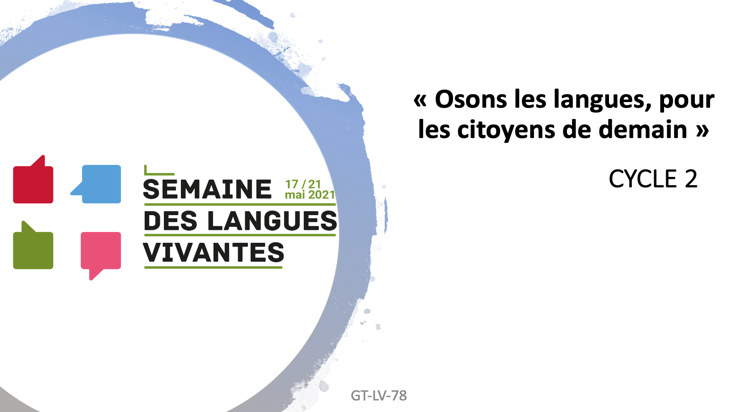 « Osons les langues, pour
les citoyens de demain »
CYCLE 2
SEMAINE
17 / 21
mai 2021
DES LANGUES
VIVANTES
GT-LV-78